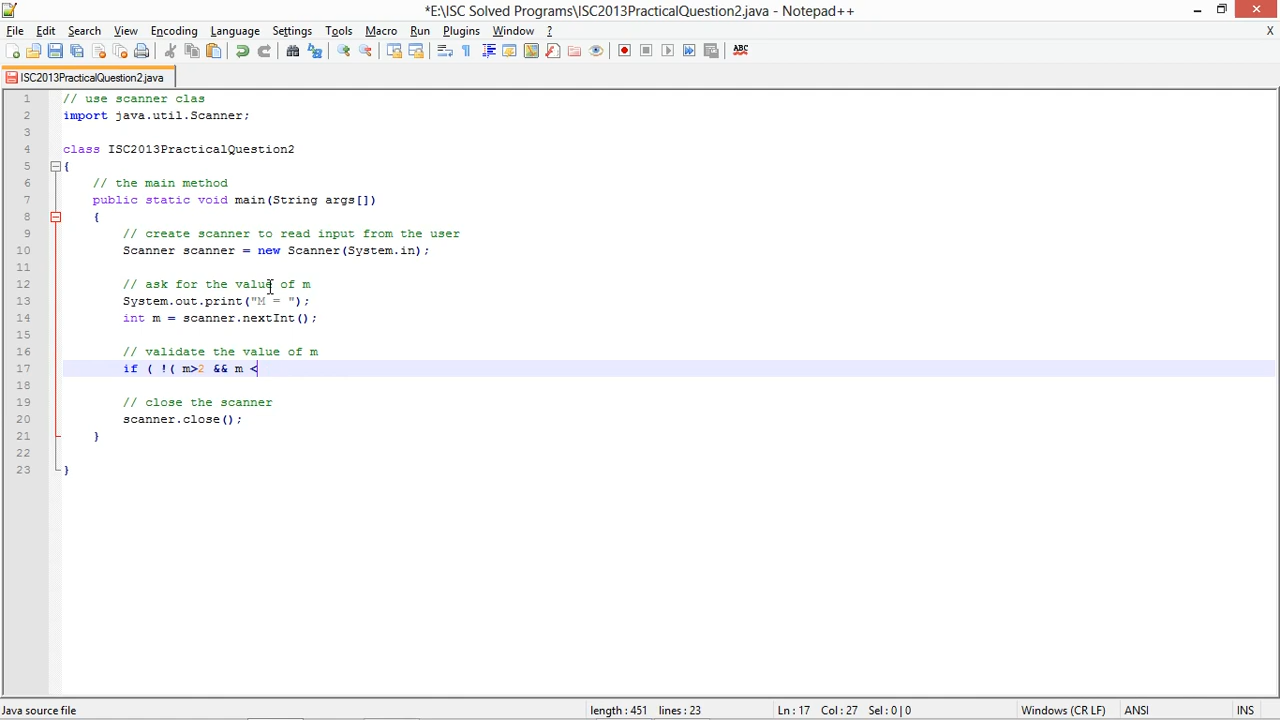 *E:\ISC Solved Programs\ISC2013PracticalQuestion2.java - Notepad++
File Edit Search View Encoding Language Settings Tools Macro Run Plugins Window ? X
ABC
ISC2013PracticalQuestion2.java
1 // use scanner clas
2 import java.util.Scanner;
3
4 class ISC2013PracticalQuestion2
5 {
6 // the main method
7 public static void main(String args[])
8 {
9 // create scanner to read input from the user
10 Scanner scanner = new Scanner(System.in);
11
12 // ask for the value of m
13 System.out.print("M = ");
14 int m = scanner.nextInt();
15
16 // validate the value of m
17 if ( !( m>2 && m <
18
19 // close the scanner
20 scanner.close();
21 }
22
23 }
Java source file length : 451 lines : 23 Ln : 17 Col : 27 Sel : 0 | 0 Windows (CR LF) ANSI INS